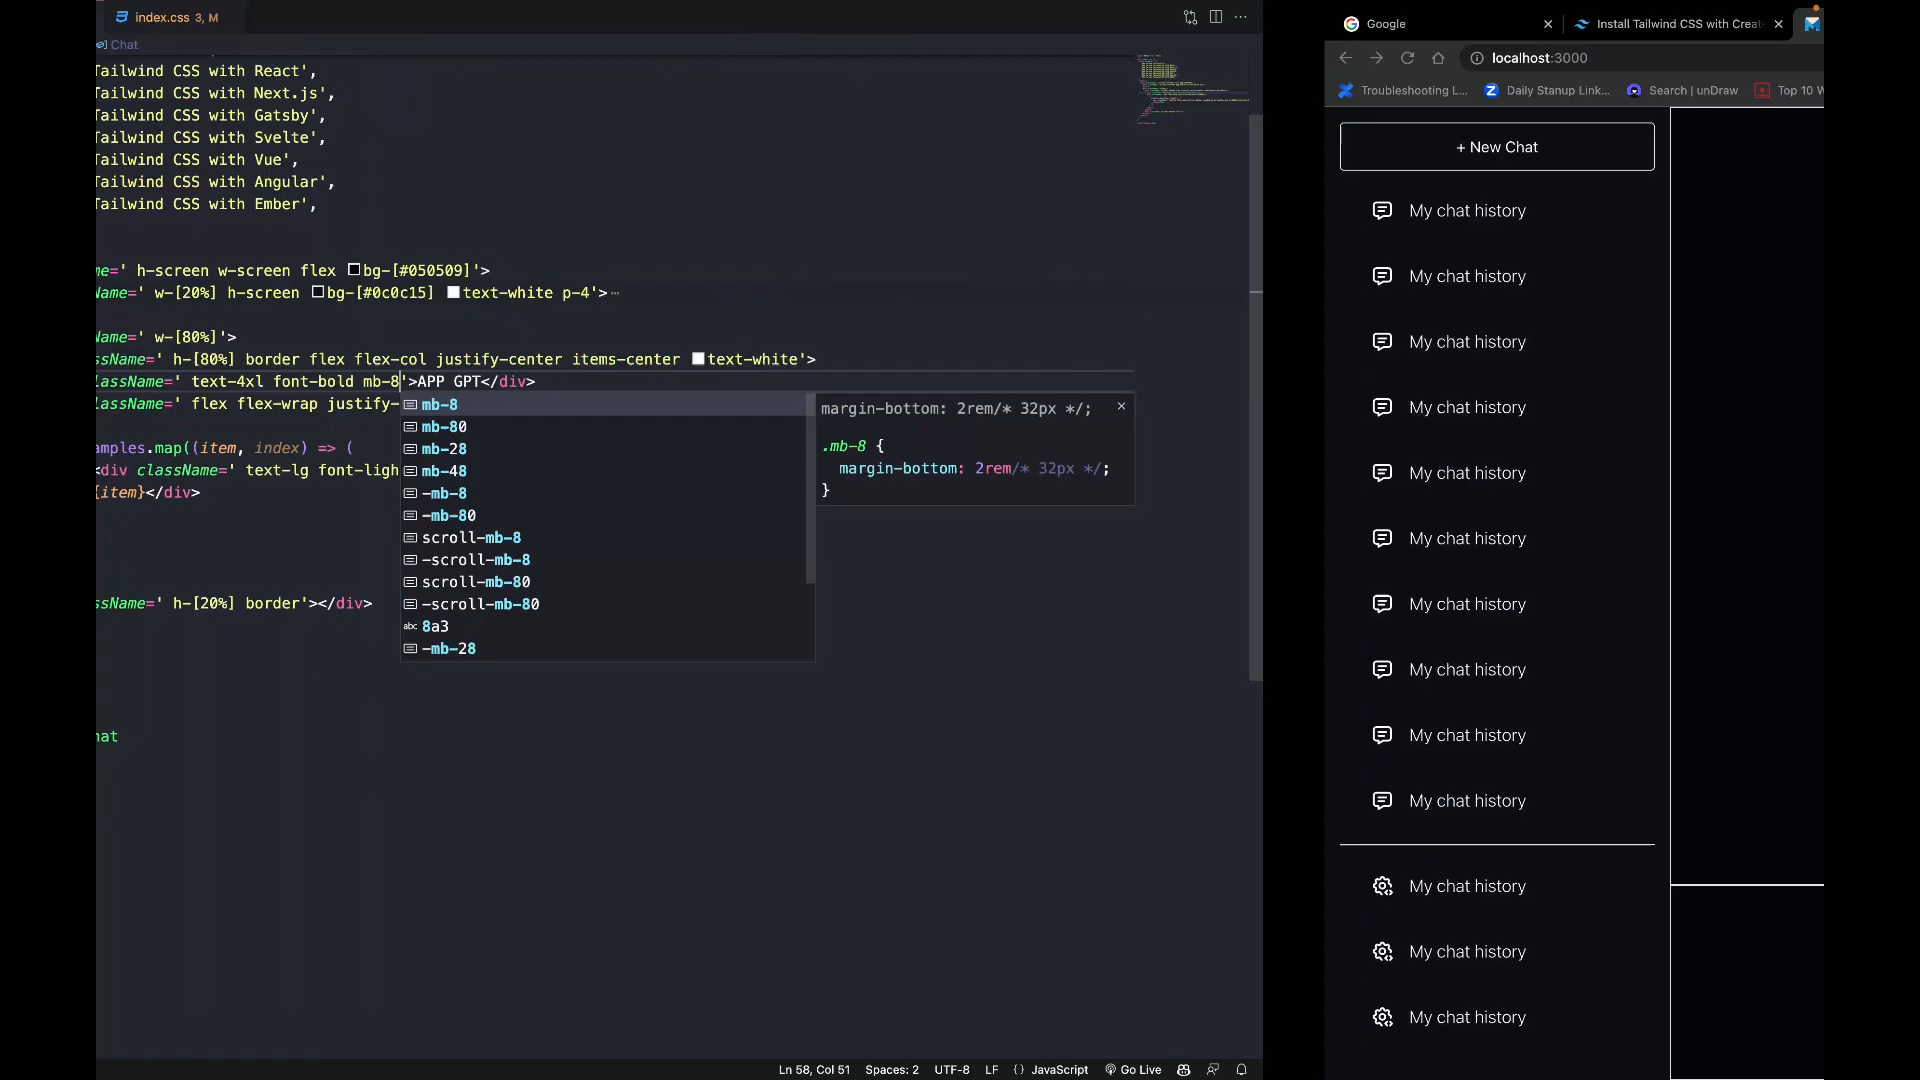 index.css 3, M
Chat
Tailwind CSS with React',
Tailwind CSS with Next.js',
Tailwind CSS with Gatsby',
Tailwind CSS with Svelte',
Tailwind CSS with Vue',
Tailwind CSS with Angular',
Tailwind CSS with Ember',
me=' h-screen w-screen flex bg-[#050509]'>
Name=' w-[20%] h-screen bg-[#0c0c15] text-white p-4'>…
Name=' w-[80%]'>
ssName=' h-[80%] border flex flex-col justify-center items-center text-white'>
lassName=' text-4xl font-bold mb-8'>APP GPT</div>
lassName=' flex flex-wrap justify-
amples.map((item, index) => (
<div className=' text-lg font-ligh
{item}</div>
ssName=' h-[20%] border'></div>
hat
mb-8
mb-80
mb-28
mb-48
-mb-8
-mb-80
scroll-mb-8
-scroll-mb-8
scroll-mb-80
-scroll-mb-80
abc 8a3
-mb-28
margin-bottom: 2rem/* 32px */;
.mb-8 {
margin-bottom: 2rem/* 32px */;
}
Ln 58, Col 51 Spaces: 2 UTF-8 LF {} JavaScript Go Live
Google
Install Tailwind CSS with Creat
localhost:3000
Troubleshooting L... Daily Stanup Link... Search | unDraw Top 10 W
+ New Chat
My chat history
My chat history
My chat history
My chat history
My chat history
My chat history
My chat history
My chat history
My chat history
My chat history
My chat history
My chat history
My chat history